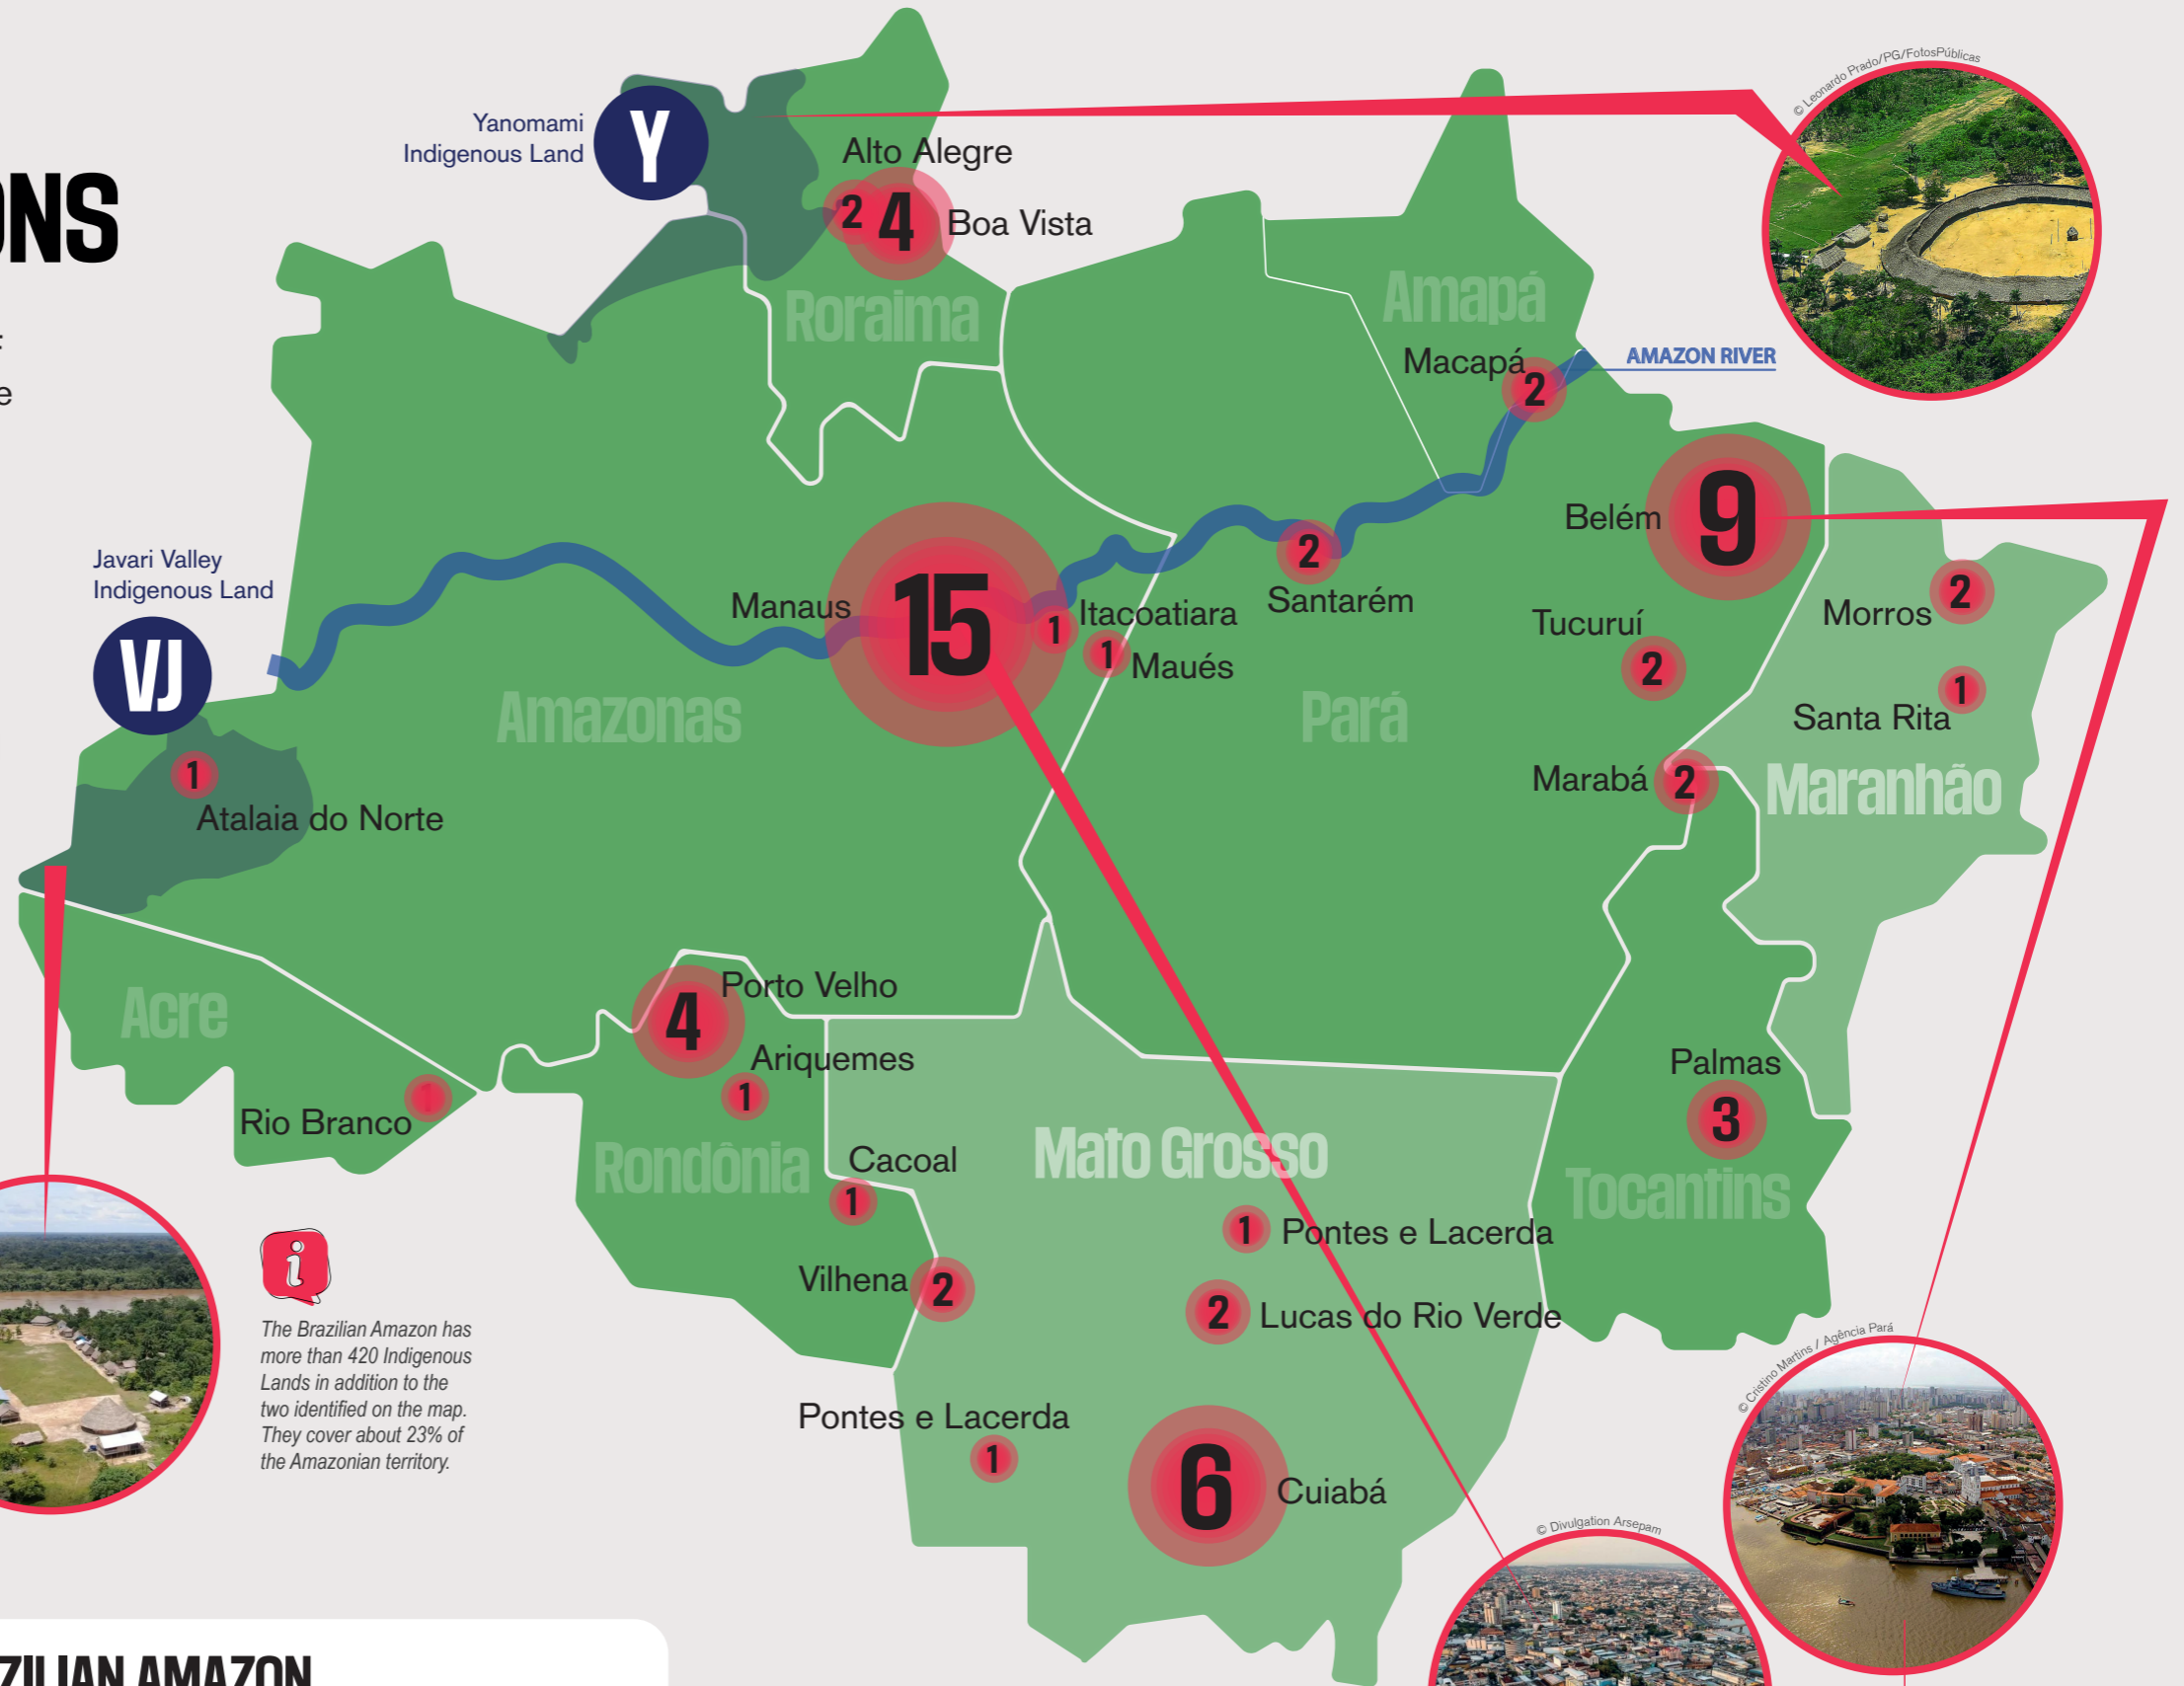 ONS
e
© Leonardo Prado/PG/FotosPúblicas
Yanomami
Indigenous Land
Y
Alto Alegre
2
4
Boa Vista
Roraima
Amapá
Macapá
2
AMAZON RIVER
Belém
9
Javari Valley
Indigenous Land
VJ
Manaus
15
1
Itacoatiara
1
Maués
2
Santarém
Tucuruí
2
Morros
2
Santa Rita
1
Amazonas
Pará
Marabá
2
Maranhão
1
Atalaia do Norte
Acre
4
Porto Velho
Ariquemes
1
Rio Branco
1
Rondônia
Cacoal
1
Vilhena
2
Mato Grosso
1
Pontes e Lacerda
2
Lucas do Rio Verde
Palmas
3
Tocantins
Pontes e Lacerda
1
6
Cuiabá
i
The Brazilian Amazon has
more than 420 Indigenous
Lands in addition to the
two identified on the map.
They cover about 23% of
the Amazonian territory.
© Cristino Martins / Agência Pará
© Divulgation Arsepam
ZILIAN AMAZON